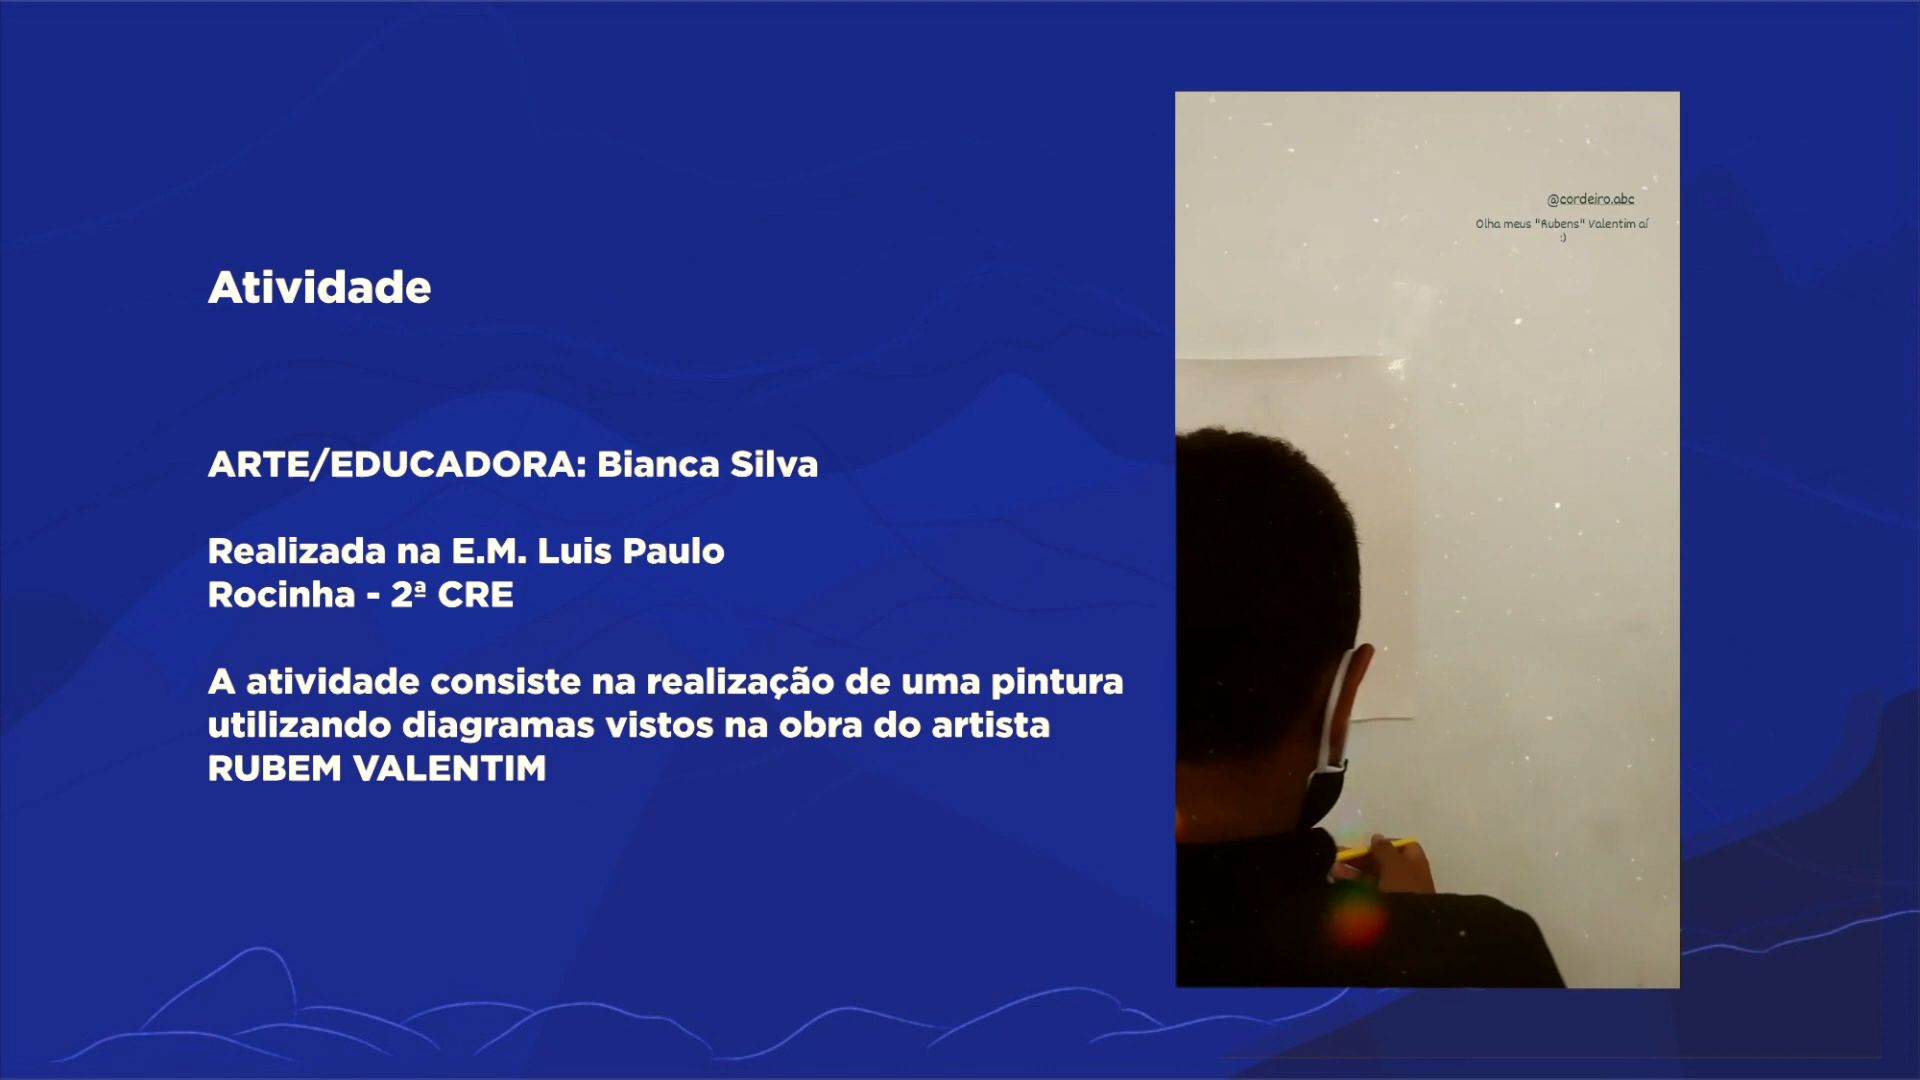 Atividade
ARTE/EDUCADORA: Bianca Silva
Realizada na E.M. Luis Paulo
Rocinha - 2ª CRE
A atividade consiste na realização de uma pintura
utilizando diagramas vistos na obra do artista
RUBEM VALENTIM
@cordeiro.abc
Olha meus "Rubens" Valentim aí
:)